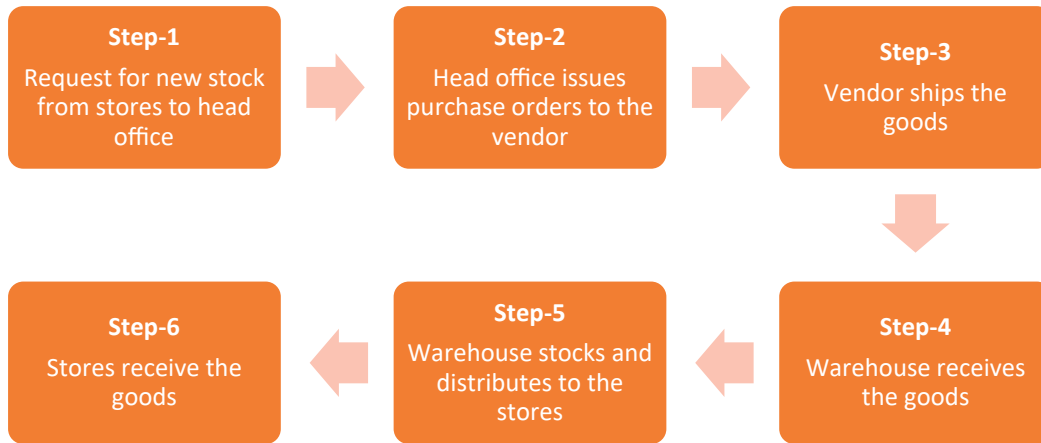 Step-1
Request for new stock
from stores to head
office
Step-2
Head office issues
purchase orders to the
vendor
Step-3
Vendor ships the
goods
Step-4
Warehouse receives
the goods
Step-5
Warehouse stocks and
distributes to the
stores
Step-6
Stores receive the
goods